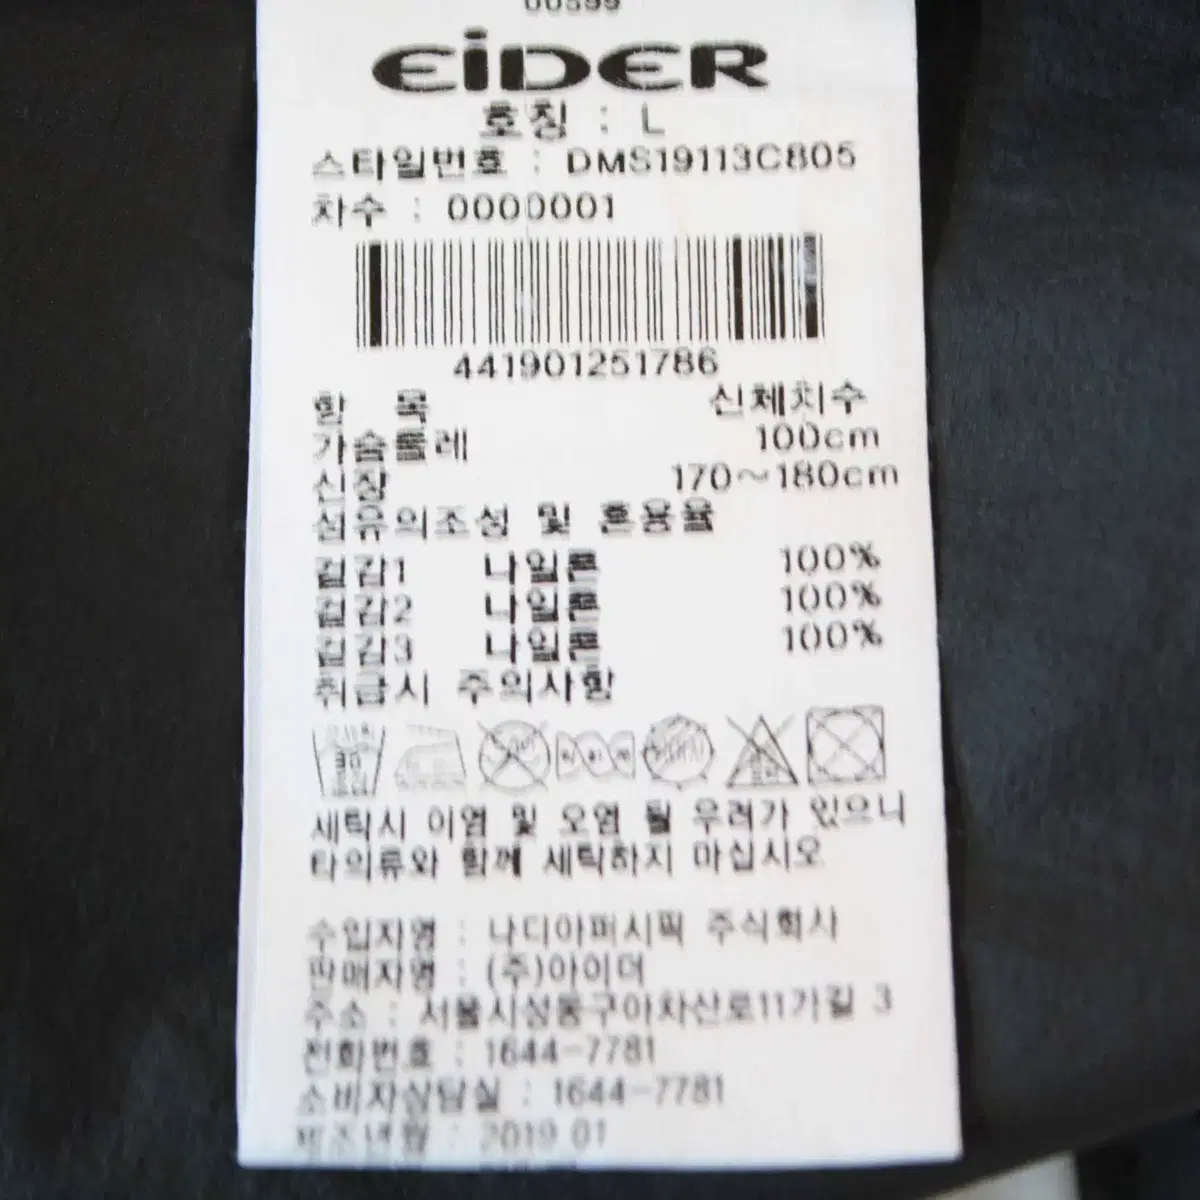 00599
EiDER
호칭 : L
스타일번호 : DMS19113C805
차수 : 0000001
441901251786
항 목 신체치수
가슴둘레 100cm
신장 170~180cm
섬유의조성 및 혼용율
겉감1 나일론 100%
겉감2 나일론 100%
겉감3 나일론 100%
취급시 주의사항
30
세탁시 이염 및 오염 될 우려가 있으니
타의류와 함께 세탁하지 마십시오
수입자명 : 나디아퍼시픽 주식회사
판매자명 : (주)아이더
주소 : 서울시성동구아차산로11가길 3
전화번호 : 1644-7781
소비자상담실 : 1644-7781
제조년월 : 2019.01